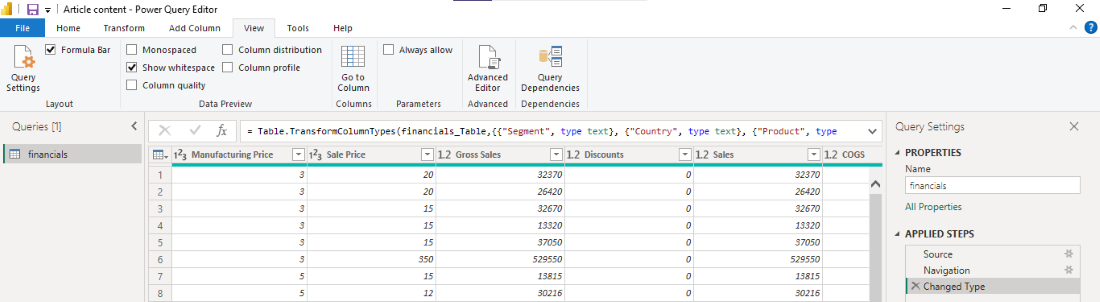 Article content - Power Query Editor
File Home Transform Add Column View Tools Help
Formula Bar
Monospaced
Column distribution
Always allow
Show whitespace
Column profile
Column quality
Query Settings
Go to Column
Advanced Editor
Query Dependencies
Layout Data Preview Columns Parameters Advanced Dependencies
Queries [1]
financials
fx = Table.TransformColumnTypes(financials_Table,{{"Segment", type text}, {"Country", type text}, {"Product", type
1²3 Manufacturing Price 1²3 Sale Price 1.2 Gross Sales 1.2 Discounts 1.2 Sales 1.2 COGS
1 3 20 32370 0 32370
2 3 20 26420 0 26420
3 3 15 32670 0 32670
4 3 15 13320 0 13320
5 3 15 37050 0 37050
6 3 350 529550 0 529550
7 5 15 13815 0 13815
8 5 12 30216 0 30216
Query Settings
PROPERTIES
Name
financials
All Properties
APPLIED STEPS
Source
Navigation
Changed Type